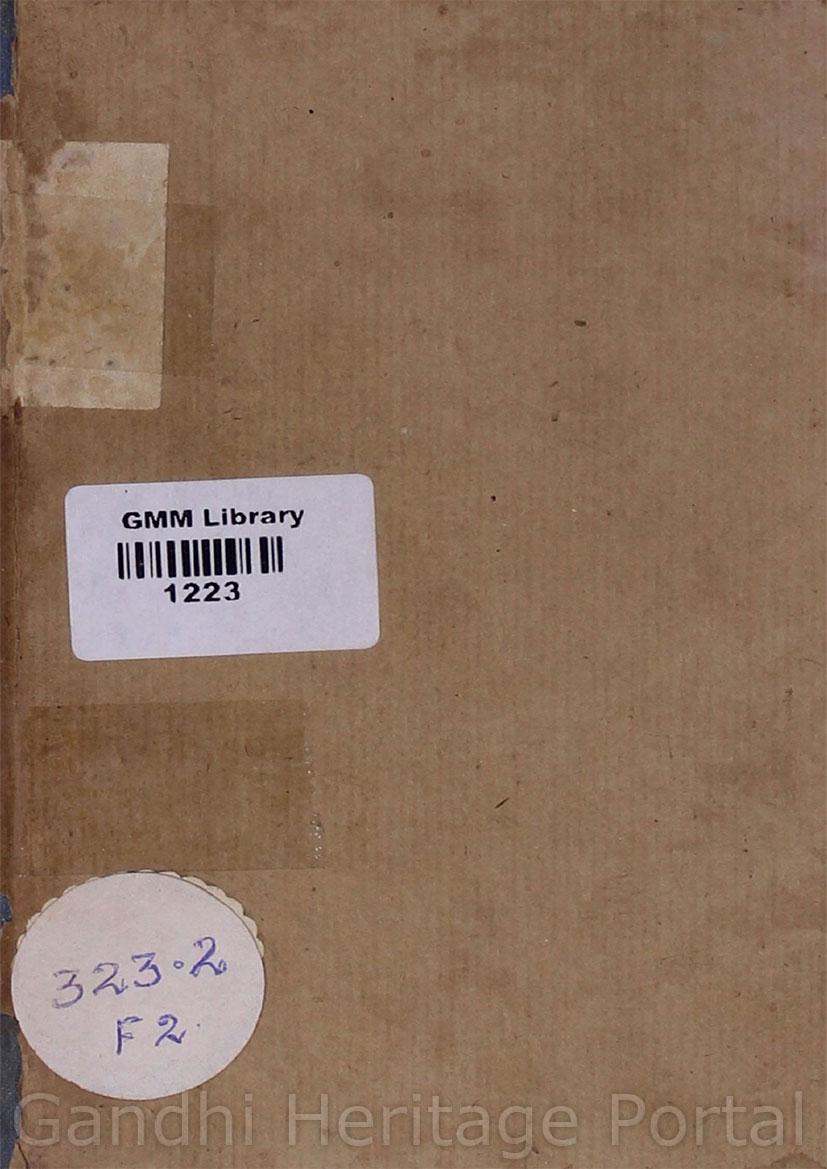 GMM Library
1223
323.2
F2
Gandhi Heritage Portal